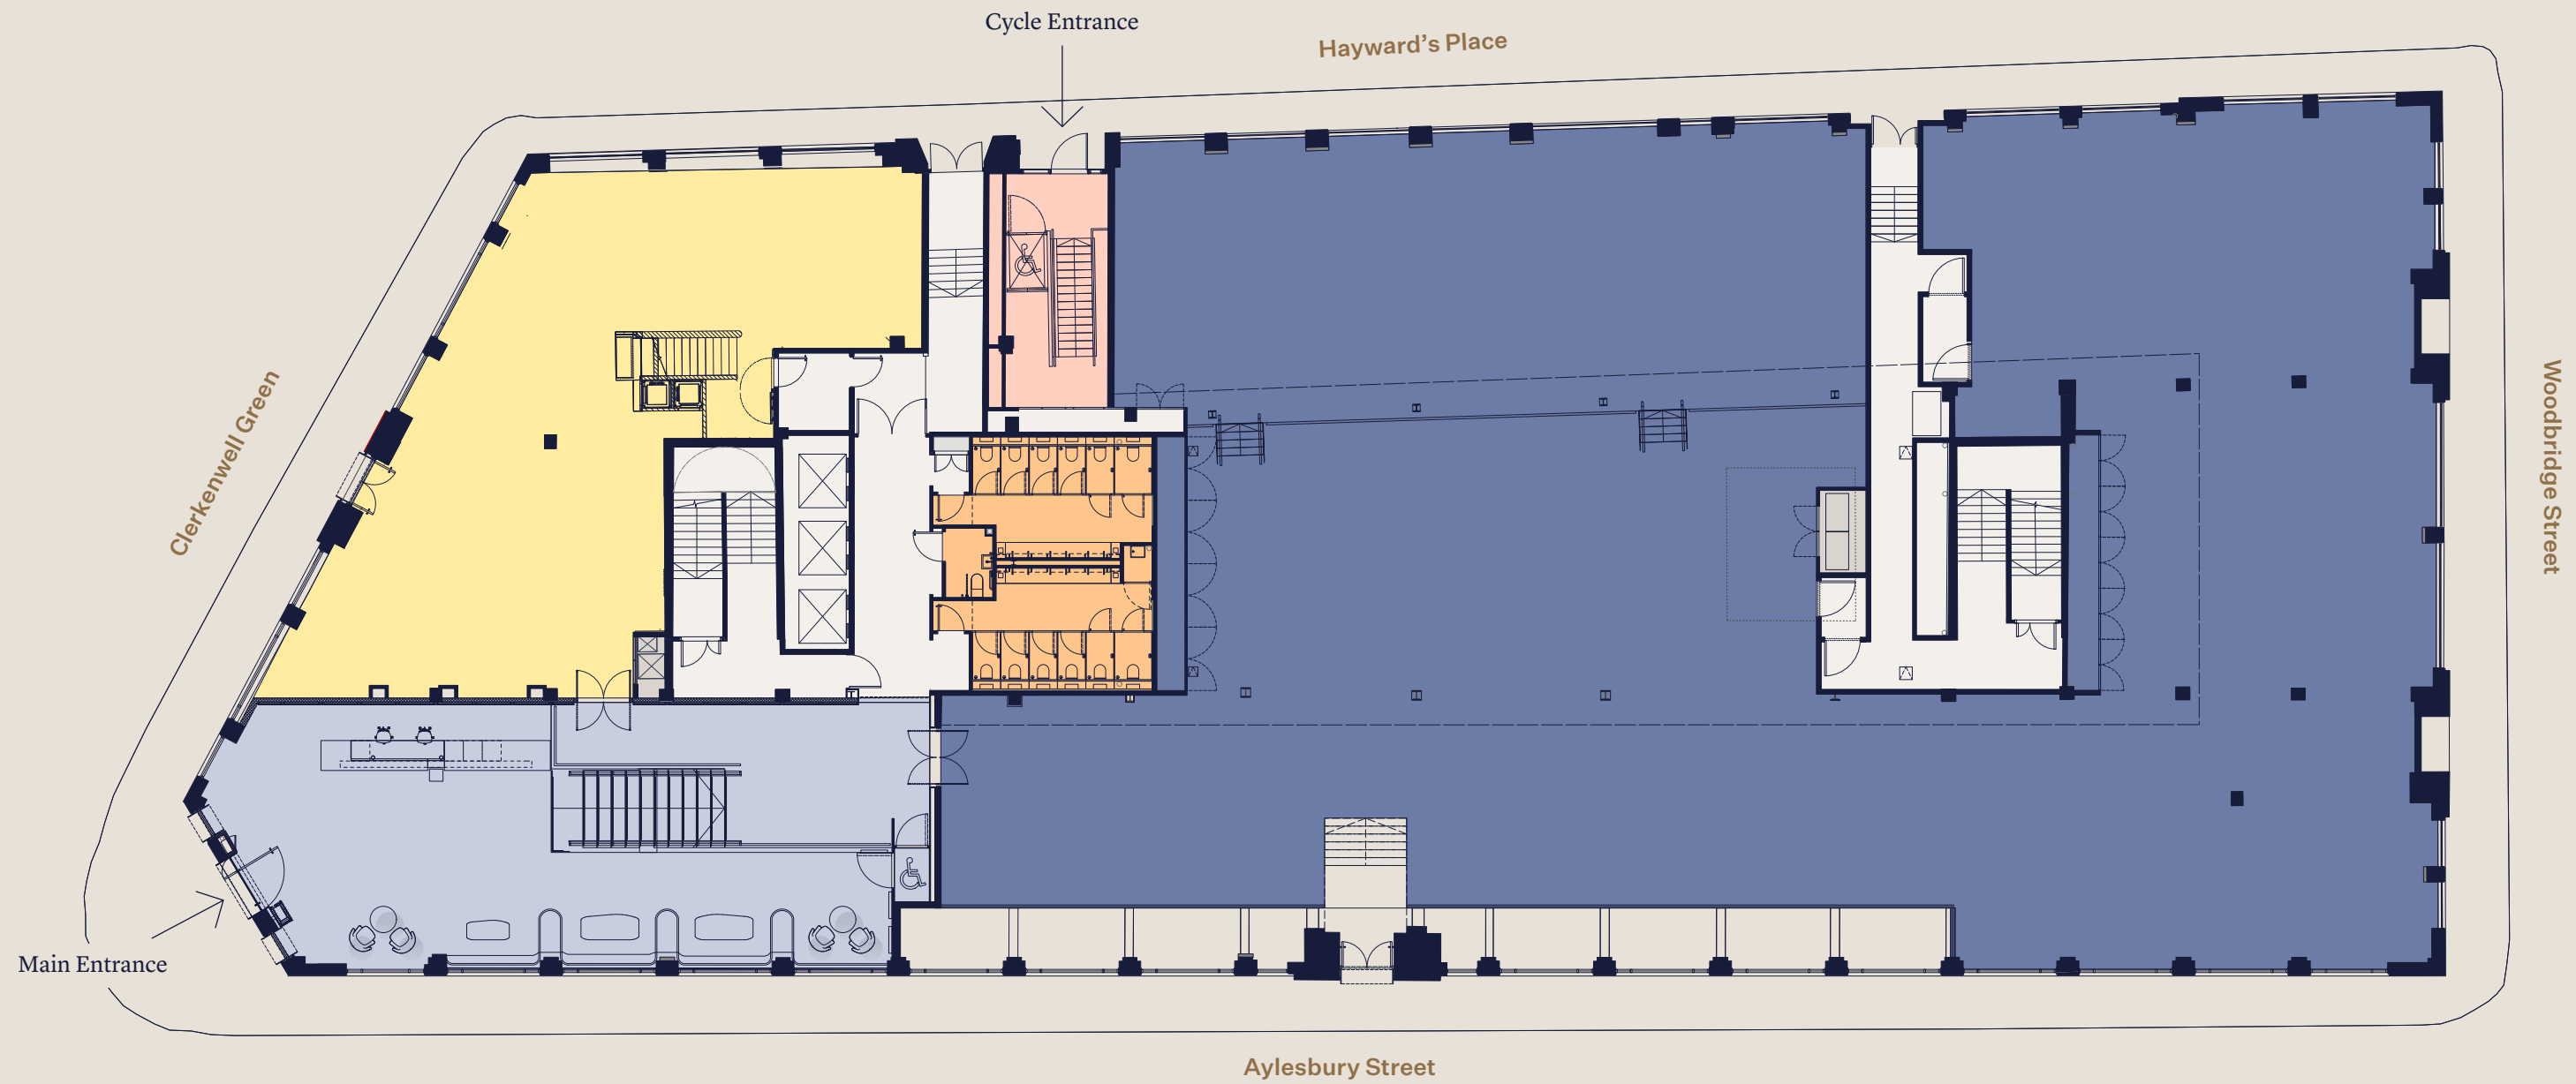 Cycle Entrance
Hayward’s Place
Clerkenwell Green
Woodbridge Street
Main Entrance
Aylesbury Street